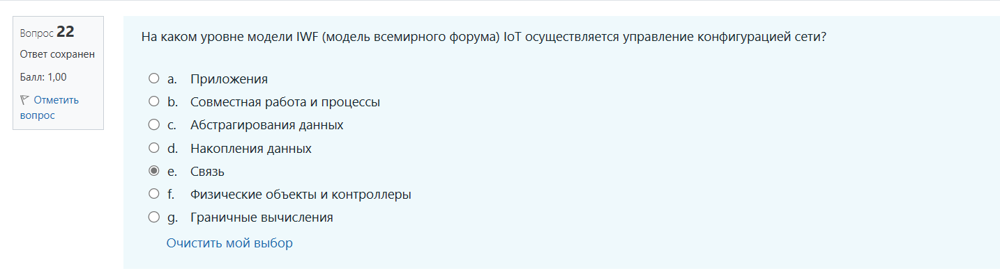 Вопрос 22
Ответ сохранен
Балл: 1,00
Отметить
вопрос
На каком уровне модели IWF (модель всемирного форума) IoT осуществляется управление конфигурацией сети?
a. Приложения
b. Совместная работа и процессы
c. Абстрагирования данных
d. Накопления данных
e. Связь
f. Физические объекты и контроллеры
g. Граничные вычисления
Очистить мой выбор